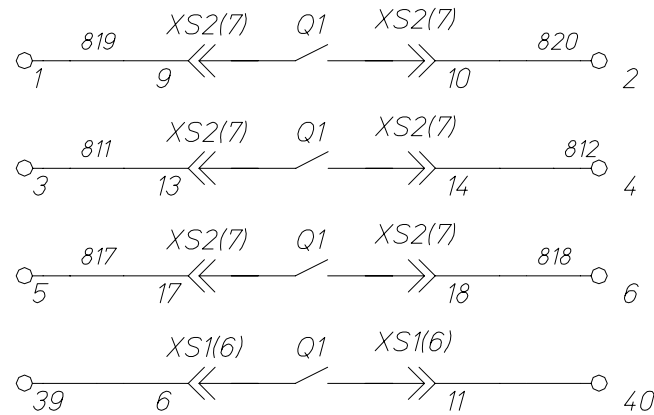 XS2(7) Q1 XS2(7)
819 820
1 9 10 2
XS2(7) Q1 XS2(7)
811 812
3 13 14 4
XS2(7) Q1 XS2(7)
817 818
5 17 18 6
XS1(6) Q1 XS1(6)
39 6 11 40